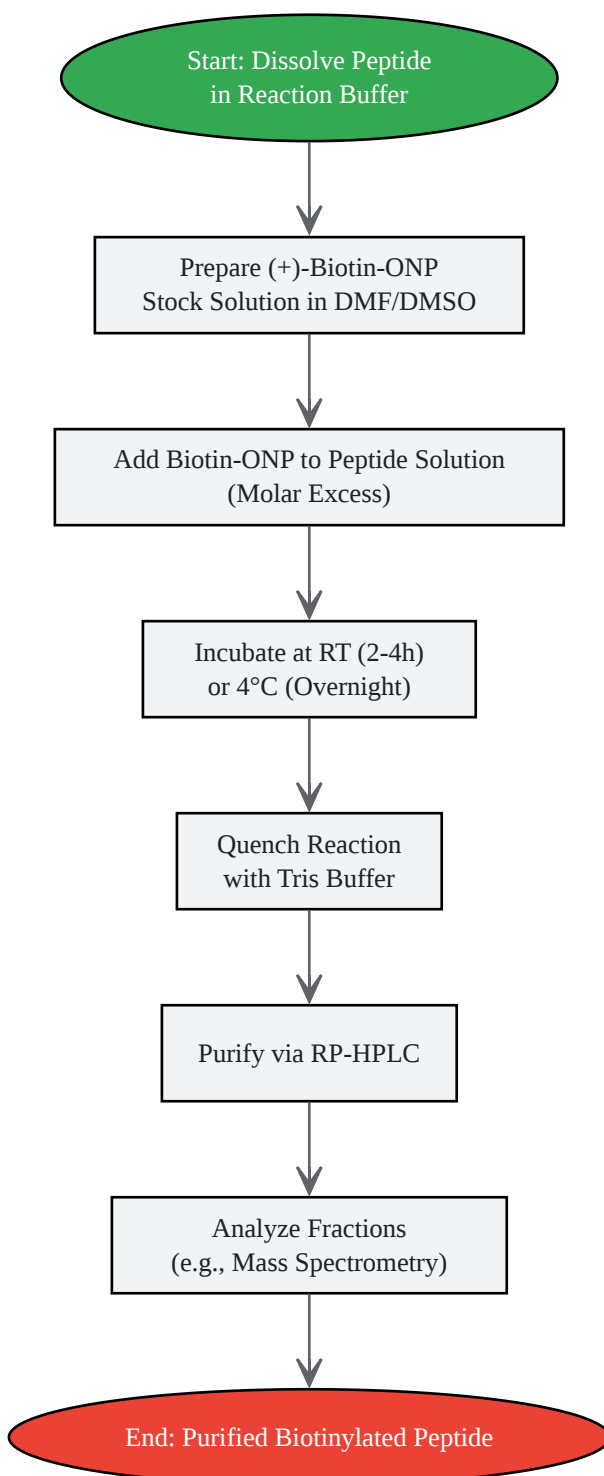 Start: Dissolve Peptide
in Reaction Buffer
Prepare (+)-Biotin-ONP
Stock Solution in DMF/DMSO
Add Biotin-ONP to Peptide Solution
(Molar Excess)
Incubate at RT (2-4h)
or 4°C (Overnight)
Quench Reaction
with Tris Buffer
Purify via RP-HPLC
Analyze Fractions
(e.g., Mass Spectrometry)
End: Purified Biotinylated Peptide